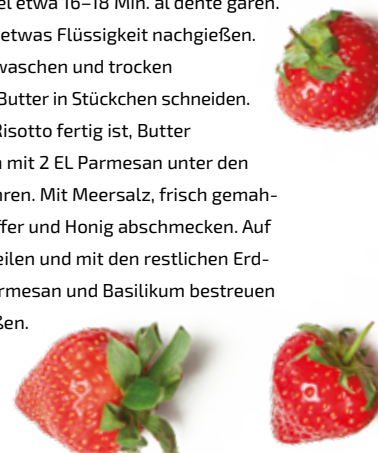 el etwa 16–18 Min. al dente garen.
etwas Flüssigkeit nachgießen.
waschen und trocken
Butter in Stückchen schneiden.
Risotto fertig ist, Butter
mit 2 EL Parmesan unter den
hren. Mit Meersalz, frisch gemah-
ffer und Honig abschmecken. Auf
eilen und mit den restlichen Erd-
rmesan und Basilikum bestreuen
ßen.